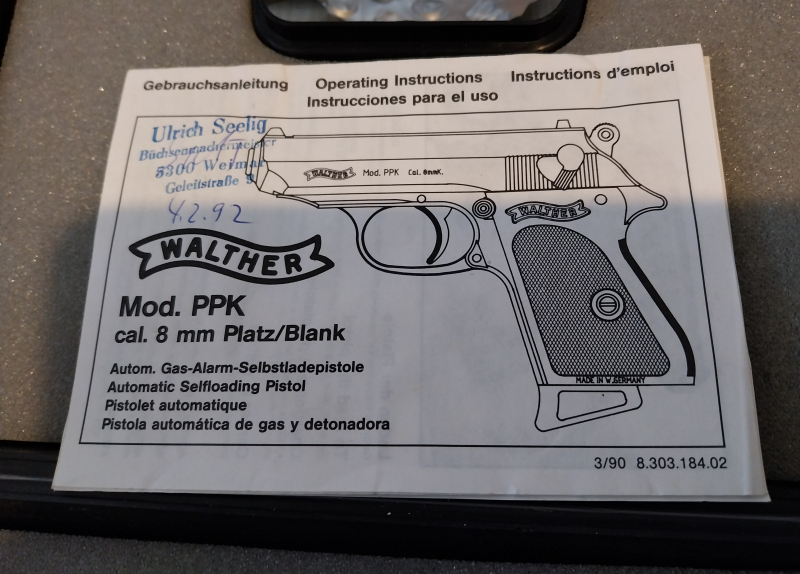 Gebrauchsanleitung Operating Instructions Instructions d'emploi
Instrucciones para el uso
Ulrich Seelig
Büchsenmachermeister
5300 Weimar
Geleitstraße
4.2.92
WALTHER Mod. PPK Cal. 8mmK.
WALTHER
WALTHER
Mod. PPK
cal. 8 mm Platz/Blank
Autom. Gas-Alarm-Selbstladepistole
Automatic Selfloading Pistol
Pistolet automatique
Pistola automática de gas y detonadora
MADE IN W.GERMANY
3/90 8.303.184.02